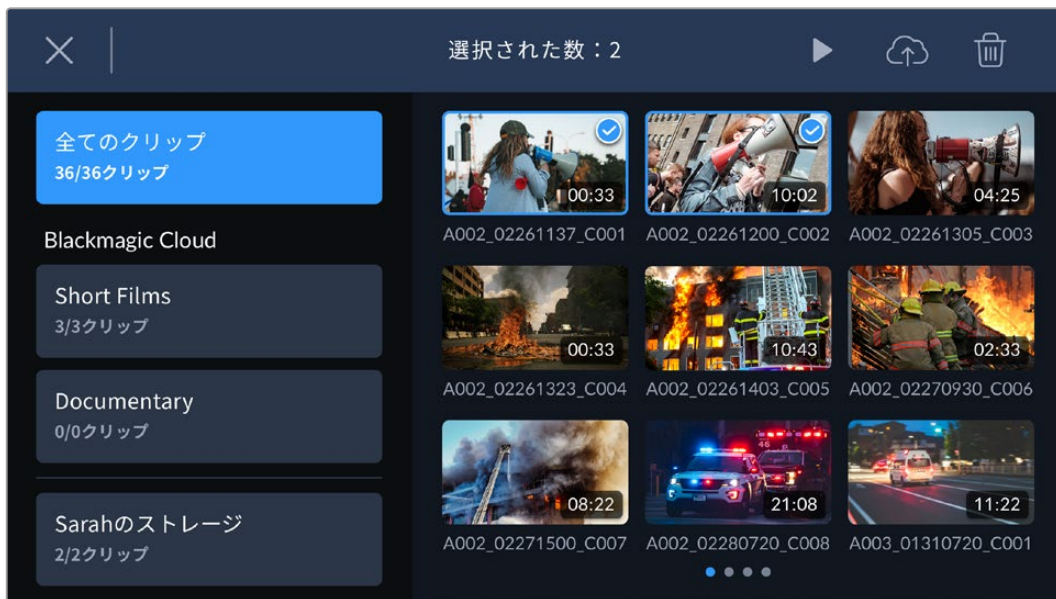 選択された数：2
全てのクリップ
36/36クリップ
Blackmagic Cloud
Short Films
3/3クリップ
Documentary
0/0クリップ
Sarahのストレージ
2/2クリップ
00:33
10:02
04:25
A002_02261137_C001
A002_02261200_C002
A002_02261305_C003
00:33
10:43
02:33
A002_02261323_C004
A002_02261403_C005
A002_02270930_C006
46
08:22
21:08
11:22
A002_02271500_C007
A002_02280720_C008
A003_01310720_C001